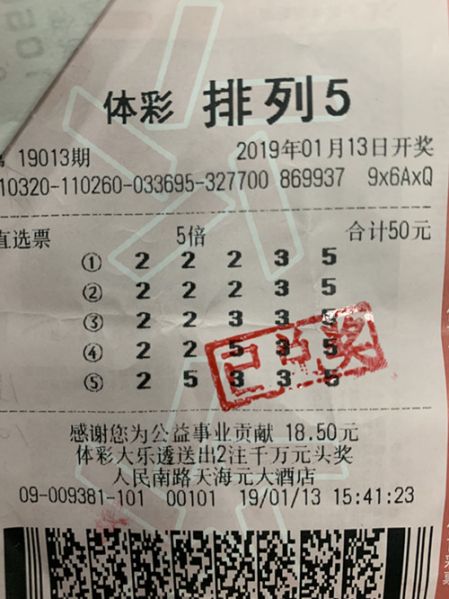 体彩 排列5
第 19013期 2019年01月13日开奖
10320-110260-033695-327700 869937 9x6AxQ
直选票 5倍 合计50元
① 2 2 2 3 5
② 2 2 2 3 5
③ 2 2 3 3 5
④ 2 2 5 3 5
⑤ 2 5 3 3 5
已兑奖
感谢您为公益事业贡献 18.50元
体彩大乐透送出2注千万元头奖
人民南路天海元大酒店
09-009381-101 00101 19/01/13 15:41:23